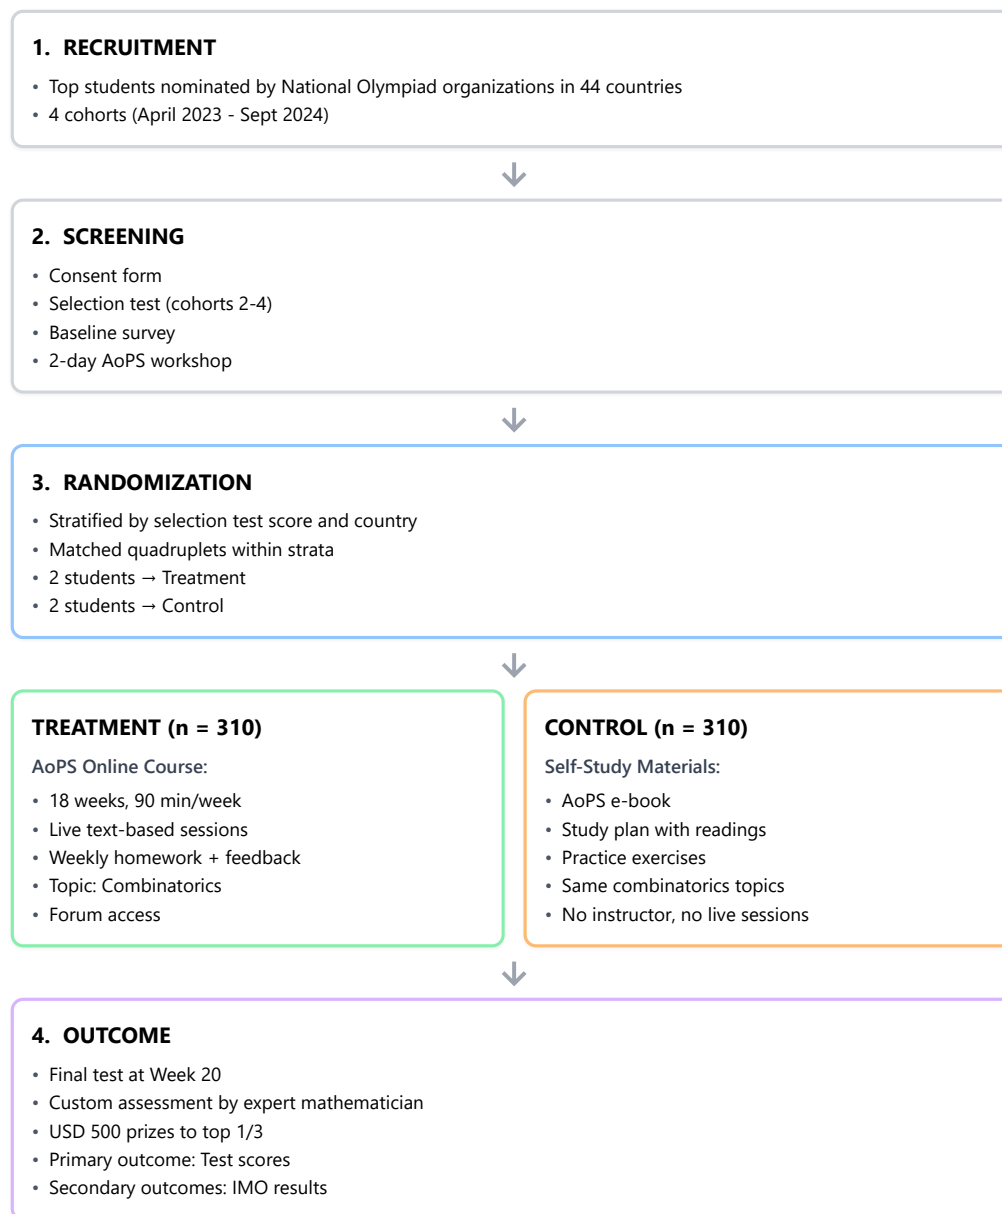 1. RECRUITMENT
• Top students nominated by National Olympiad organizations in 44 countries
• 4 cohorts (April 2023 - Sept 2024)
2. SCREENING
• Consent form
• Selection test (cohorts 2-4)
• Baseline survey
• 2-day AoPS workshop
3. RANDOMIZATION
• Stratified by selection test score and country
• Matched quadruplets within strata
• 2 students → Treatment
• 2 students → Control
TREATMENT (n = 310)
AoPS Online Course:
• 18 weeks, 90 min/week
• Live text-based sessions
• Weekly homework + feedback
• Topic: Combinatorics
• Forum access
CONTROL (n = 310)
Self-Study Materials:
• AoPS e-book
• Study plan with readings
• Practice exercises
• Same combinatorics topics
• No instructor, no live sessions
4. OUTCOME
• Final test at Week 20
• Custom assessment by expert mathematician
• USD 500 prizes to top 1/3
• Primary outcome: Test scores
• Secondary outcomes: IMO results